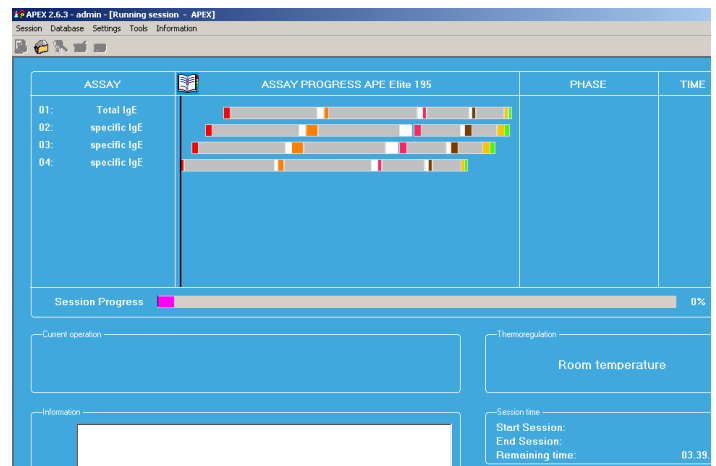 APEX 2.6.3 - admin - [Running session - APEX]
Session Database Settings Tools Information
ASSAY ASSAY PROGRESS APE Elite 195 PHASE TIME
01: Total IgE
02: specific IgE
03: specific IgE
04: specific IgE
Session Progress 0%
Current operation
Thermoregulation
Room temperature
Information
Session time
Start Session:
End Session:
Remaining time: 03.39.